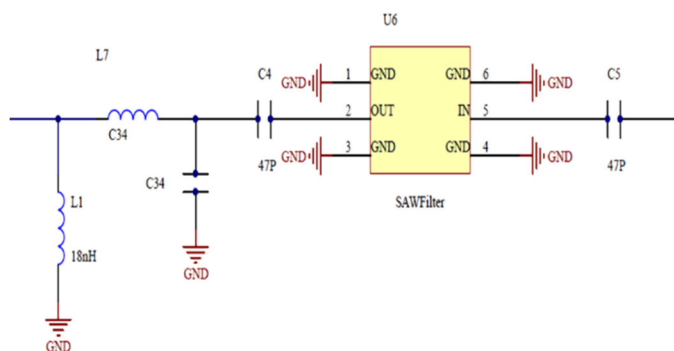 U6
L7
C4
C5
GND
1
GND
GND
6
GND
2
OUT
IN
5
C34
GND
3
GND
GND
4
GND
47P
47P
C34
L1
SAWFilter
18nH
GND
GND